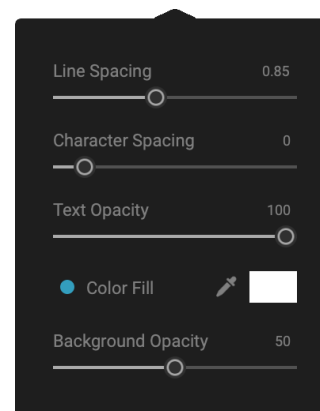 Line Spacing 0.85
Character Spacing 0
Text Opacity 100
Color Fill
Background Opacity 50